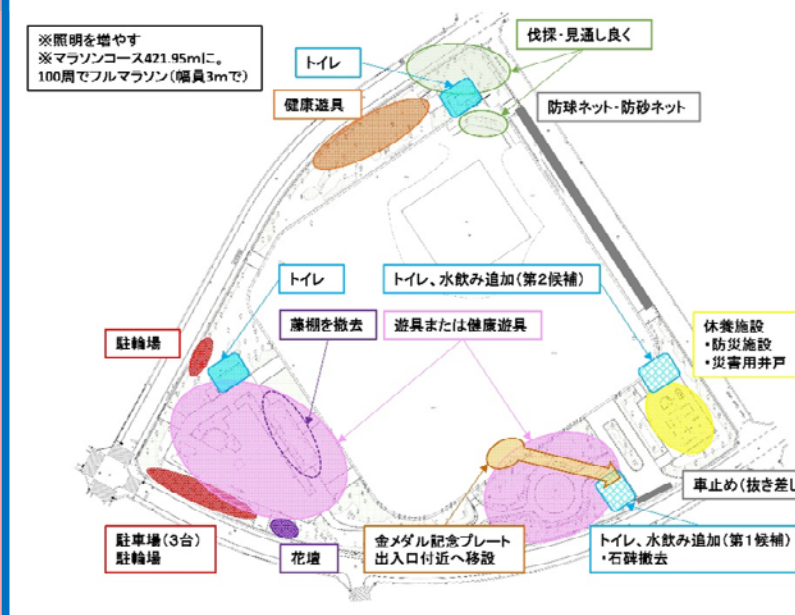 ※照明を増やす
※マラソンコース421.95mに。
100周でフルマラソン(幅員3mで)
伐採・見通し良く
トイレ
健康遊具
防球ネット・防砂ネット
トイレ
トイレ、水飲み追加(第2候補)
藤棚を撤去
遊具または健康遊具
休養施設
・防災施設
・災害用井戸
駐輪場
車止め(抜き差し
駐車場(3台)
駐輪場
花壇
金メダル記念プレート
出入口付近へ移設
トイレ、水飲み追加(第1候補)
・石碑撤去